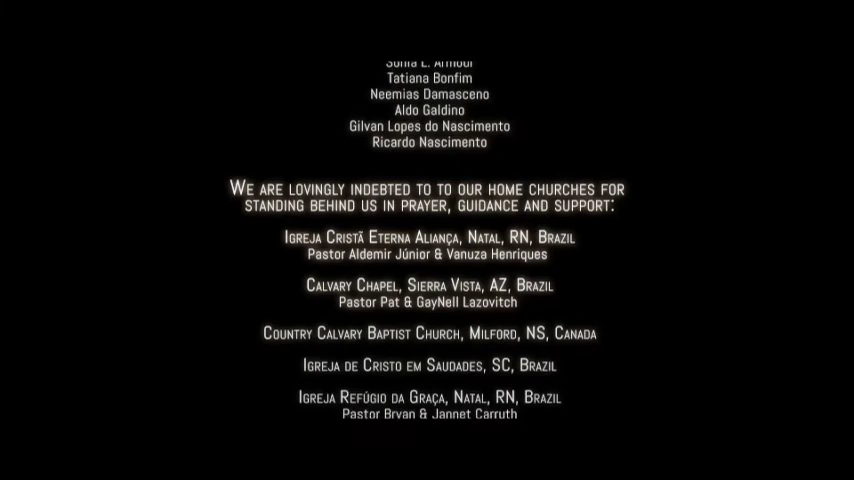 Sonia L. Armour
Tatiana Bonfim
Neemias Damasceno
Aldo Galdino
Gilvan Lopes do Nascimento
Ricardo Nascimento
We are lovingly indebted to to our home churches for
standing behind us in prayer, guidance and support:
Igreja Cristã Eterna Aliança, Natal, RN, Brazil
Pastor Aldemir Júnior & Vanuza Henriques
Calvary Chapel, Sierra Vista, AZ, Brazil
Pastor Pat & GayNell Lazovitch
Country Calvary Baptist Church, Milford, NS, Canada
Igreja de Cristo em Saudades, SC, Brazil
Igreja Refúgio da Graça, Natal, RN, Brazil
Pastor Bryan & Jannet Carruth